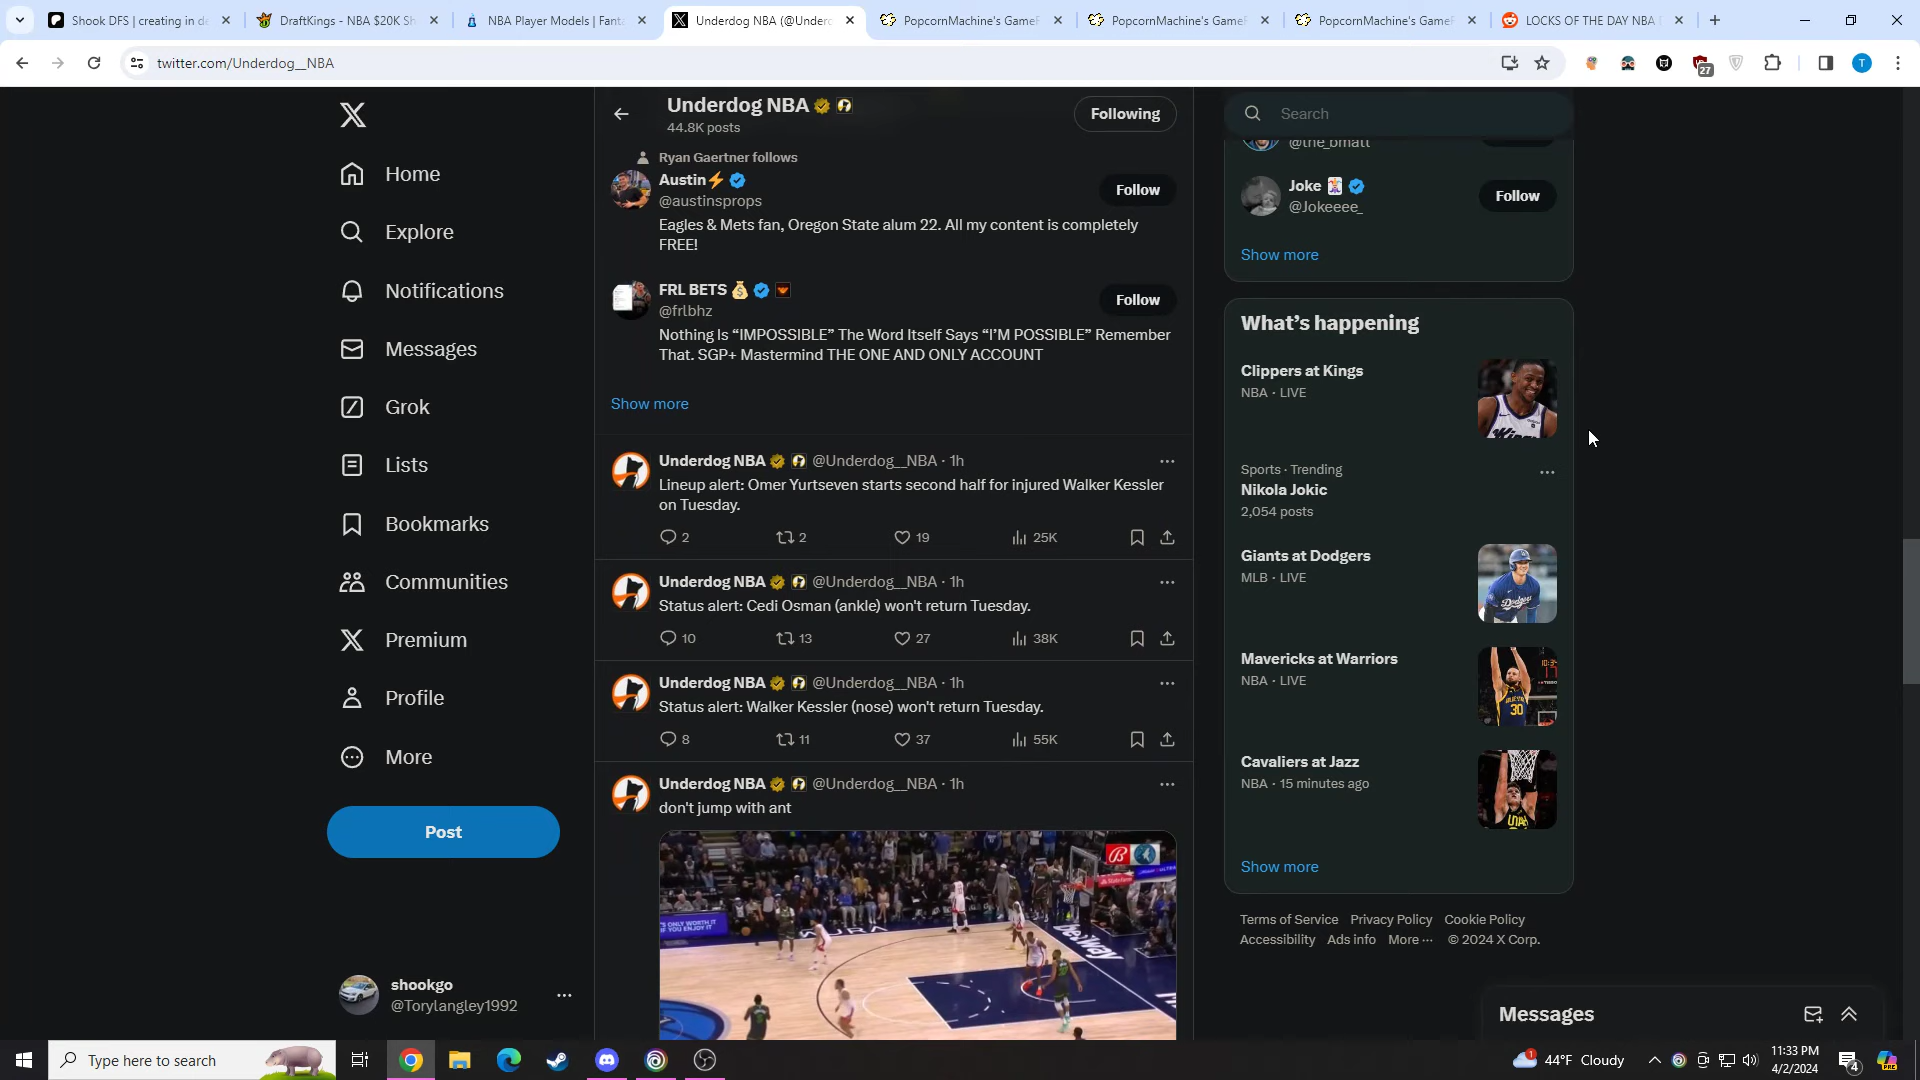 Shook DFS | creating in de
DraftKings - NBA $20K Sh
NBA Player Models | Fanta
Underdog NBA (@Underd
PopcornMachine's GameF
PopcornMachine's GameF
PopcornMachine's GameF
LOCKS OF THE DAY NBA
twitter.com/Underdog__NBA
27
T
Underdog NBA
44.8K posts
Following
Search
Home
Explore
Notifications
Messages
Grok
Lists
Bookmarks
Communities
Premium
Profile
More
Post
shookgo
@Torylangley1992
Ryan Gaertner follows
Austin⚡
@austinsprops
Follow
Eagles & Mets fan, Oregon State alum 22. All my content is completely
FREE!
FRL BETS 💰
@frlbhz
Follow
Nothing Is “IMPOSSIBLE” The Word Itself Says “I’M POSSIBLE” Remember
That. SGP+ Mastermind THE ONE AND ONLY ACCOUNT
Show more
Underdog NBA @Underdog__NBA · 1h
Lineup alert: Omer Yurtseven starts second half for injured Walker Kessler
on Tuesday.
2 2 19 25K
Underdog NBA @Underdog__NBA · 1h
Status alert: Cedi Osman (ankle) won't return Tuesday.
10 13 27 38K
Underdog NBA @Underdog__NBA · 1h
Status alert: Walker Kessler (nose) won't return Tuesday.
8 11 37 55K
Underdog NBA @Underdog__NBA · 1h
don't jump with ant
betway
@the_bmatt
Joke 🃏
@Jokeeee_
Follow
Show more
What’s happening
Clippers at Kings
NBA · LIVE
Sports · Trending
Nikola Jokic
2,054 posts
Giants at Dodgers
MLB · LIVE
Dodgers
Mavericks at Warriors
NBA · LIVE
30
Cavaliers at Jazz
NBA · 15 minutes ago
Show more
Terms of Service Privacy Policy Cookie Policy
Accessibility Ads info More ··· © 2024 X Corp.
Messages
Type here to search
1
44°F Cloudy
11:33 PM
4/2/2024
4
PRE